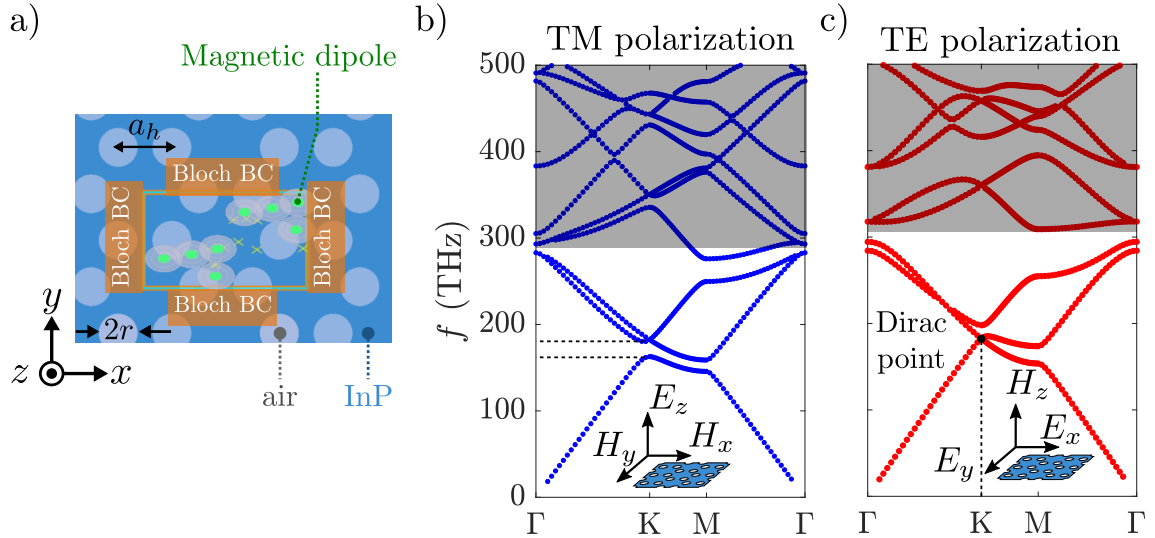 a)
Magnetic dipole
a_h
Bloch BC
Bloch BC
Bloch BC
Bloch BC
2r
y
z
x
air
InP
b)
TM polarization
f (THz)
500
400
300
200
100
0
E_z
H_y
H_x
Γ
K
M
Γ
c)
TE polarization
Dirac
point
H_z
E_x
E_y
Γ
K
M
Γ